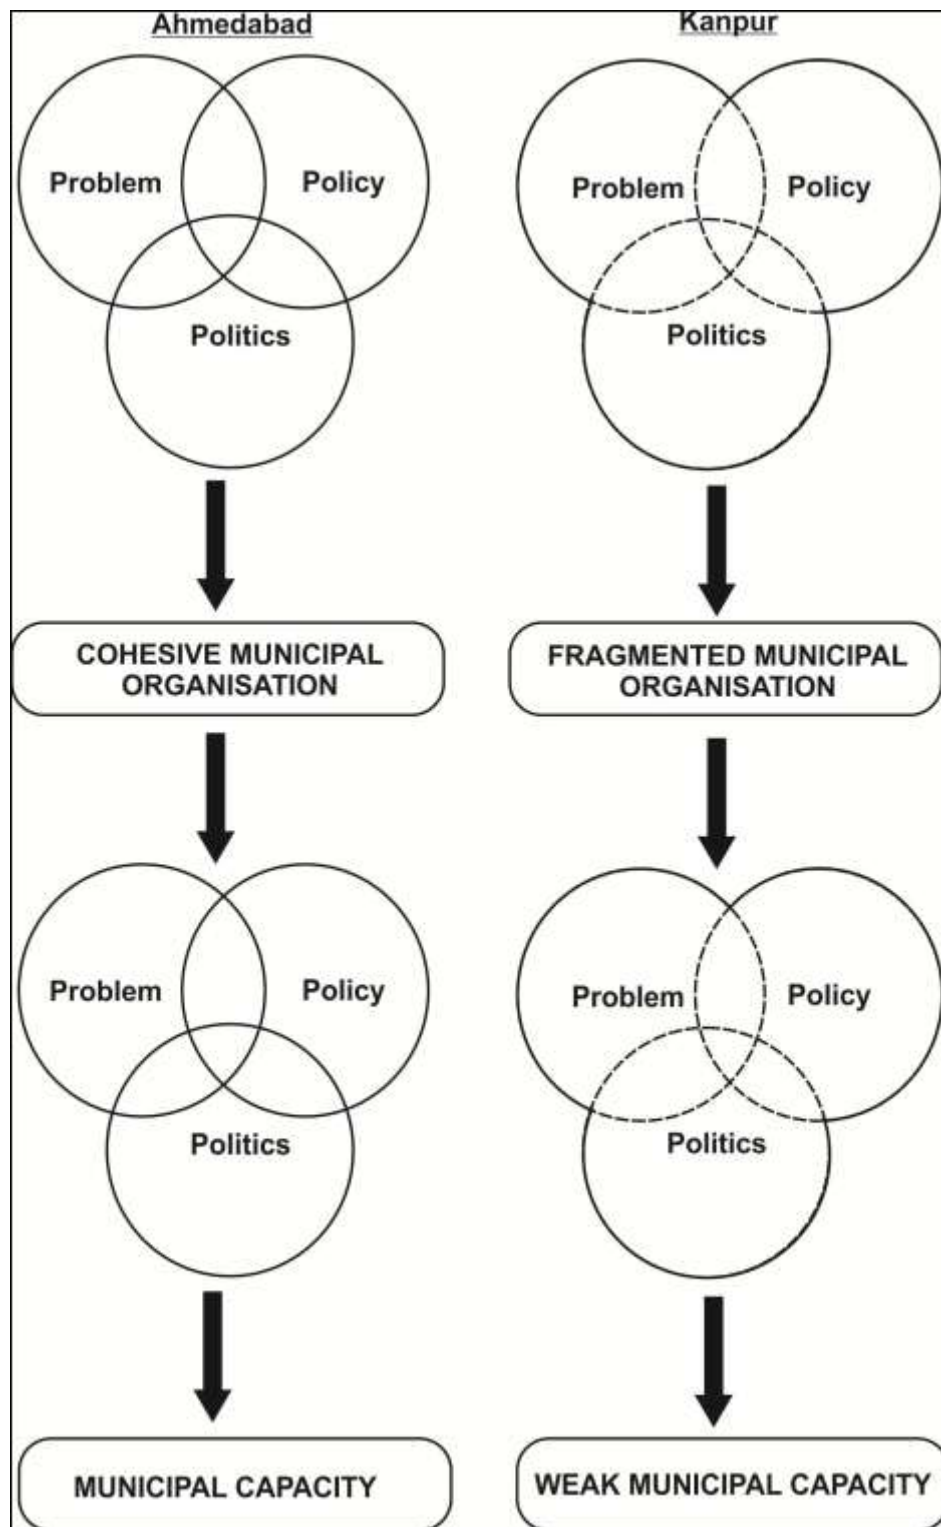 Ahmedabad
Kanpur
Problem
Policy
Politics
Problem
Policy
Politics
COHESIVE MUNICIPAL
ORGANISATION
FRAGMENTED MUNICIPAL
ORGANISATION
Problem
Policy
Politics
Problem
Policy
Politics
MUNICIPAL CAPACITY
WEAK MUNICIPAL CAPACITY